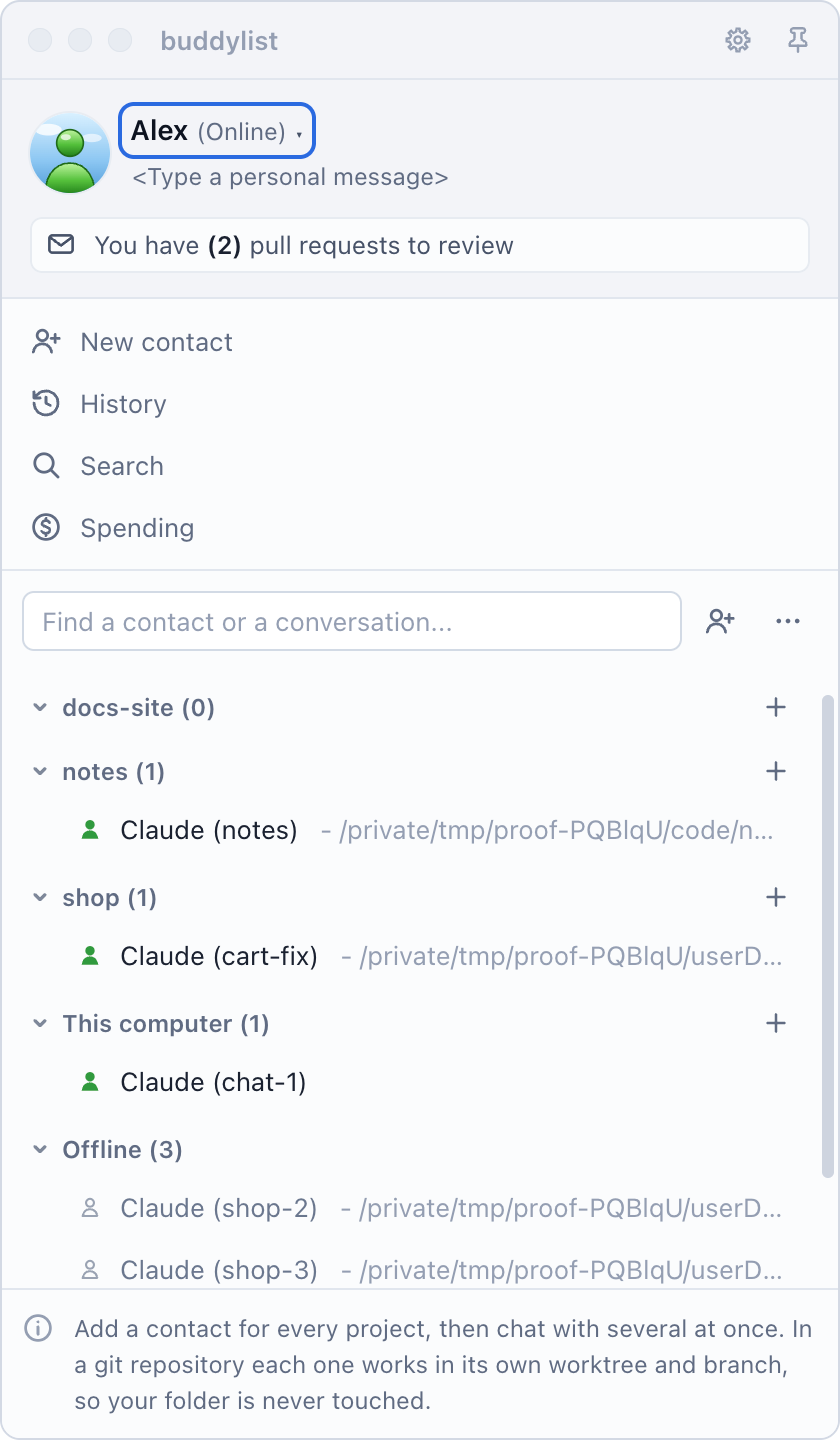 buddylist
Alex (Online)
<Type a personal message>
You have (2) pull requests to review
New contact
History
Search
Spending
Find a contact or a conversation...
docs-site (0)
notes (1)
Claude (notes) - /private/tmp/proof-PQBlqU/code/n...
shop (1)
Claude (cart-fix) - /private/tmp/proof-PQBlqU/userD...
This computer (1)
Claude (chat-1)
Offline (3)
Claude (shop-2) - /private/tmp/proof-PQBlqU/userD...
Claude (shop-3) - /private/tmp/proof-PQBlqU/userD...
Add a contact for every project, then chat with several at once. In
a git repository each one works in its own worktree and branch,
so your folder is never touched.